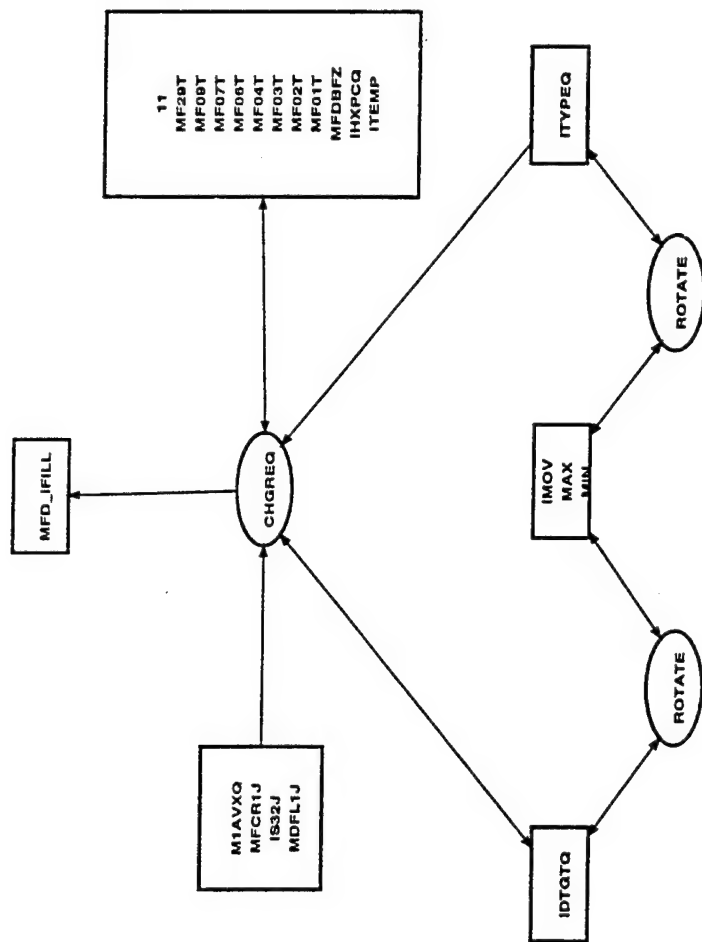 MFD_IFILL
M1AVXQ
MFCR1J
IS32J
MDFL1J
CHGREQ
11
MF29T
MF09T
MF07T
MF06T
MF04T
MF03T
MF02T
MF01T
MFDBFZ
IHXPCQ
ITEMP
IDTGTQ
IMOV
MAX
MIN
ITYPEQ
ROTATE
ROTATE